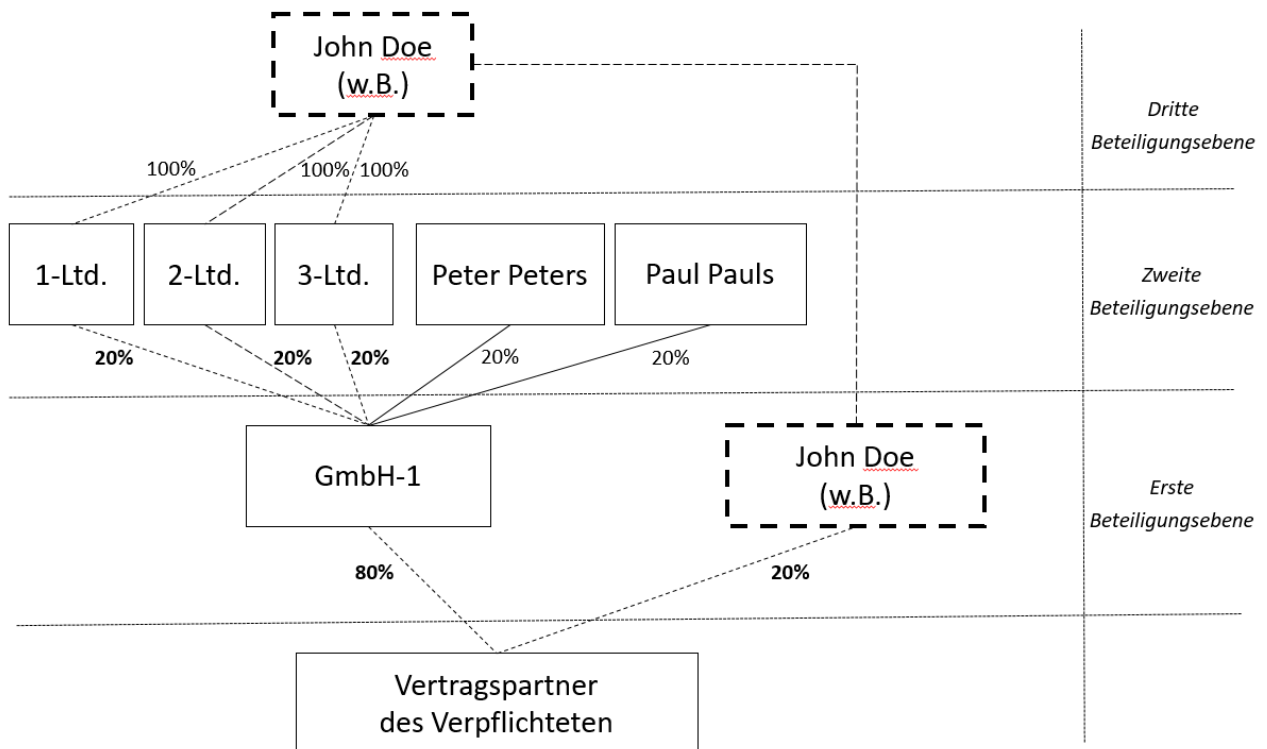 John Doe
(w.B.)
Dritte
Beteiligungsebene
100%
100%
100%
1-Ltd.
2-Ltd.
3-Ltd.
Peter Peters
Paul Pauls
Zweite
Beteiligungsebene
20%
20%
20%
20%
20%
GmbH-1
John Doe
(w.B.)
Erste
Beteiligungsebene
80%
20%
Vertragspartner
des Verpflichteten